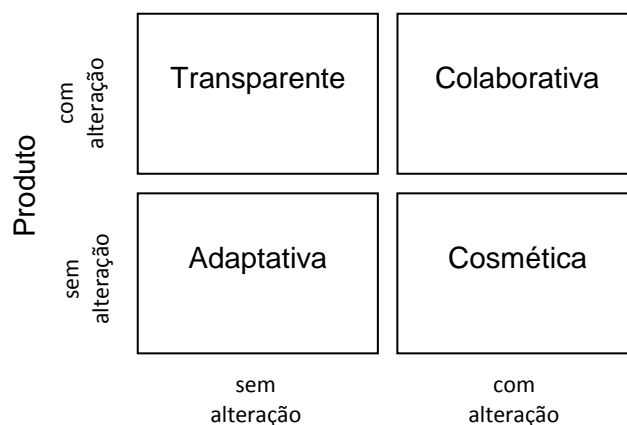 Produto
com
alteração
Transparente
Colaborativa
sem
alteração
Adaptativa
Cosmética
sem
alteração
com
alteração